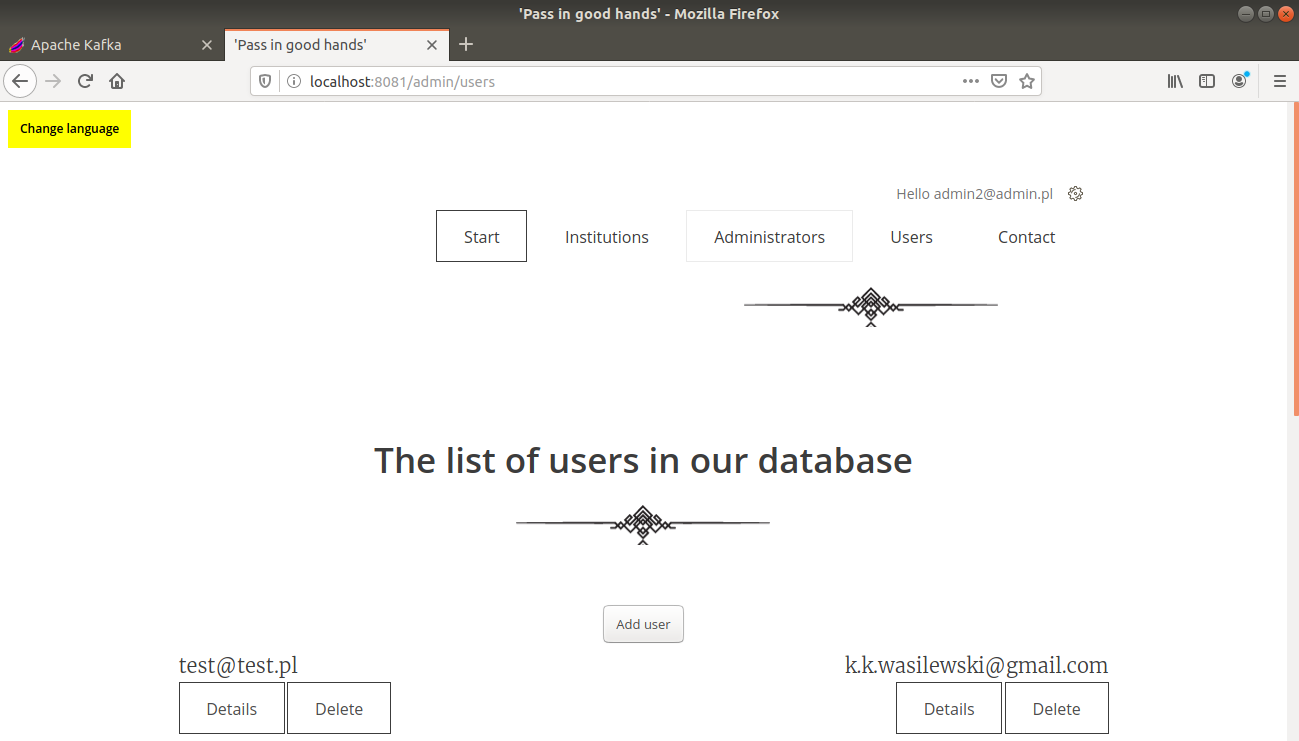 'Pass in good hands' - Mozilla Firefox
Apache Kafka
'Pass in good hands'
localhost:8081/admin/users
Change language
Hello admin2@admin.pl
Start Institutions Administrators Users Contact
The list of users in our database
Add user
test@test.pl k.k.wasilewski@gmail.com
Details Delete Details Delete